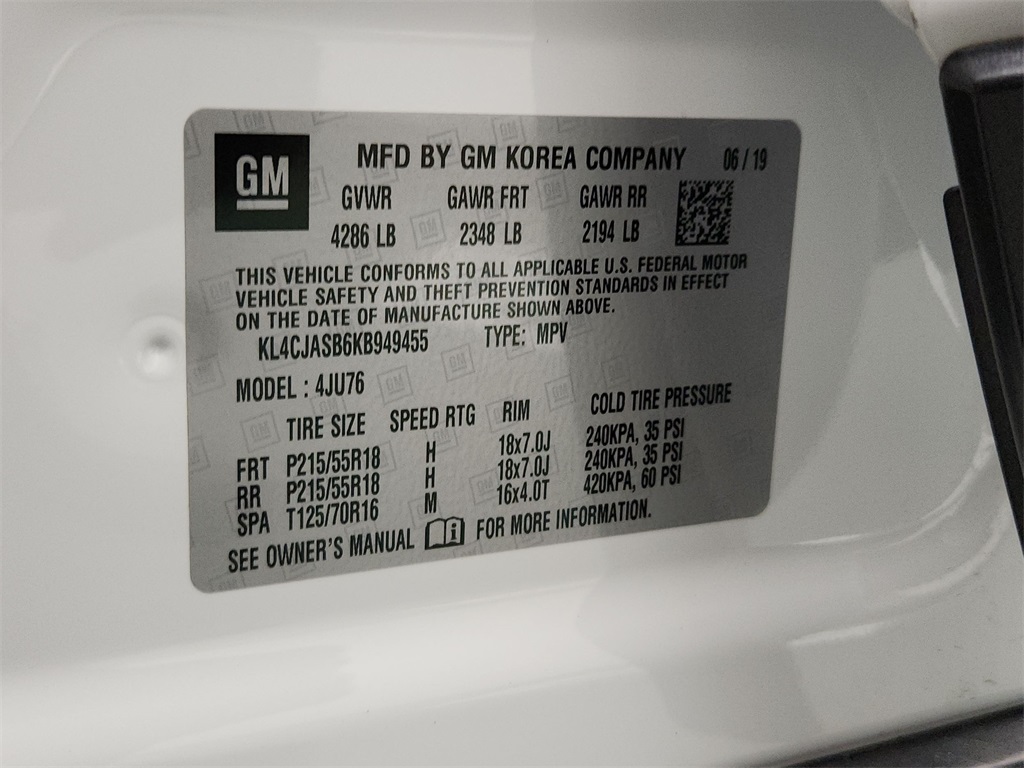 GM
MFD BY GM KOREA COMPANY 06 / 19
GVWR GAWR FRT GAWR RR
4286 LB 2348 LB 2194 LB
THIS VEHICLE CONFORMS TO ALL APPLICABLE U.S. FEDERAL MOTOR
VEHICLE SAFETY AND THEFT PREVENTION STANDARDS IN EFFECT
ON THE DATE OF MANUFACTURE SHOWN ABOVE.
KL4CJASB6KB949455 TYPE: MPV
MODEL : 4JU76
TIRE SIZE SPEED RTG RIM COLD TIRE PRESSURE
FRT P215/55R18 H 18x7.0J 240KPA, 35 PSI
RR P215/55R18 H 18x7.0J 240KPA, 35 PSI
SPA T125/70R16 M 16x4.0T 420KPA, 60 PSI
SEE OWNER'S MANUAL FOR MORE INFORMATION.